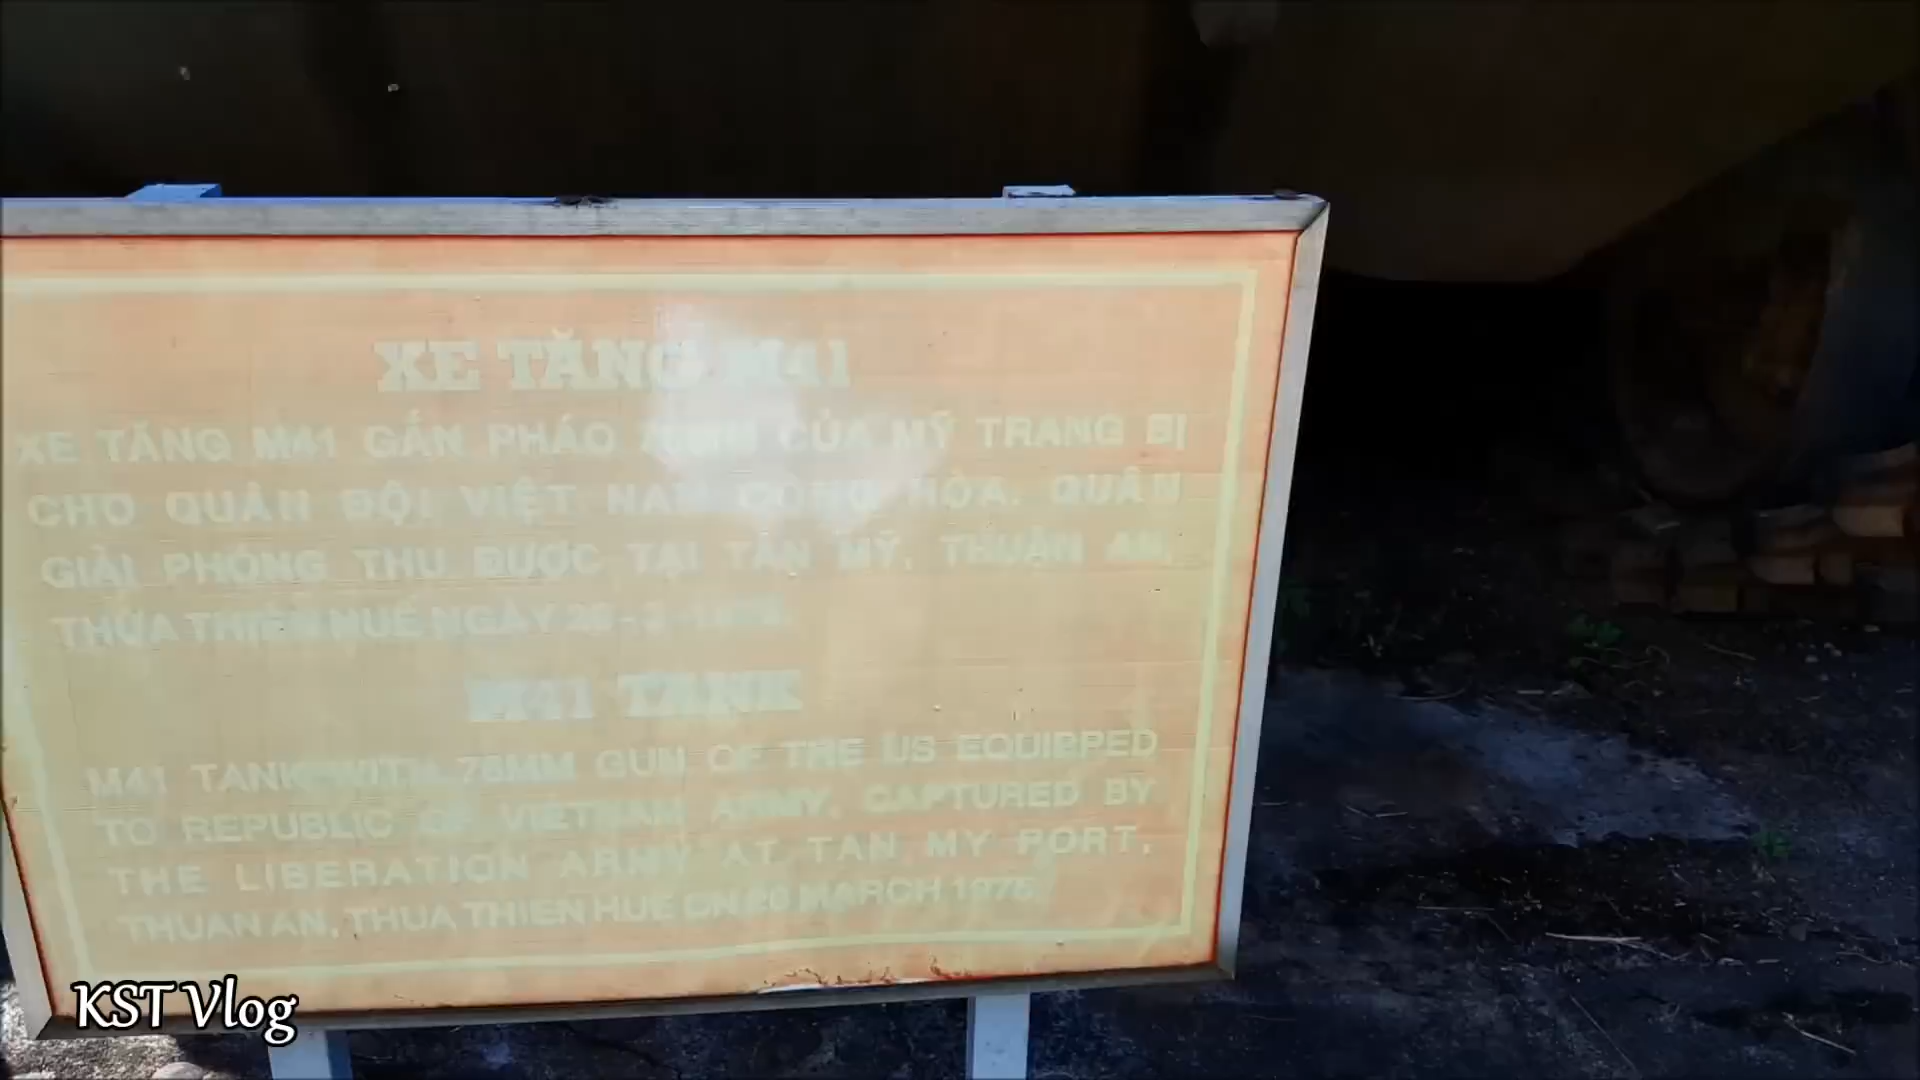 XE TĂNG M41
XE TĂNG M41 GẮN PHÁO 76MM CỦA MỸ TRANG BỊ
CHO QUÂN ĐỘI VIỆT NAM CỘNG HÒA. QUÂN
GIẢI PHÓNG THU ĐƯỢC TẠI TÂN MỸ, THUẬN AN,
THỪA THIÊN HUẾ NGÀY
M41 TANK
M41 TANK WITH 76MM GUN OF THE US EQUIPPED
TO REPUBLIC OF VIETNAM ARMY. CAPTURED BY
THE LIBERATION ARMY AT TAN MY PORT,
THUAN AN, THUA THIEN HUE ON 26 MARCH 1975
KST Vlog